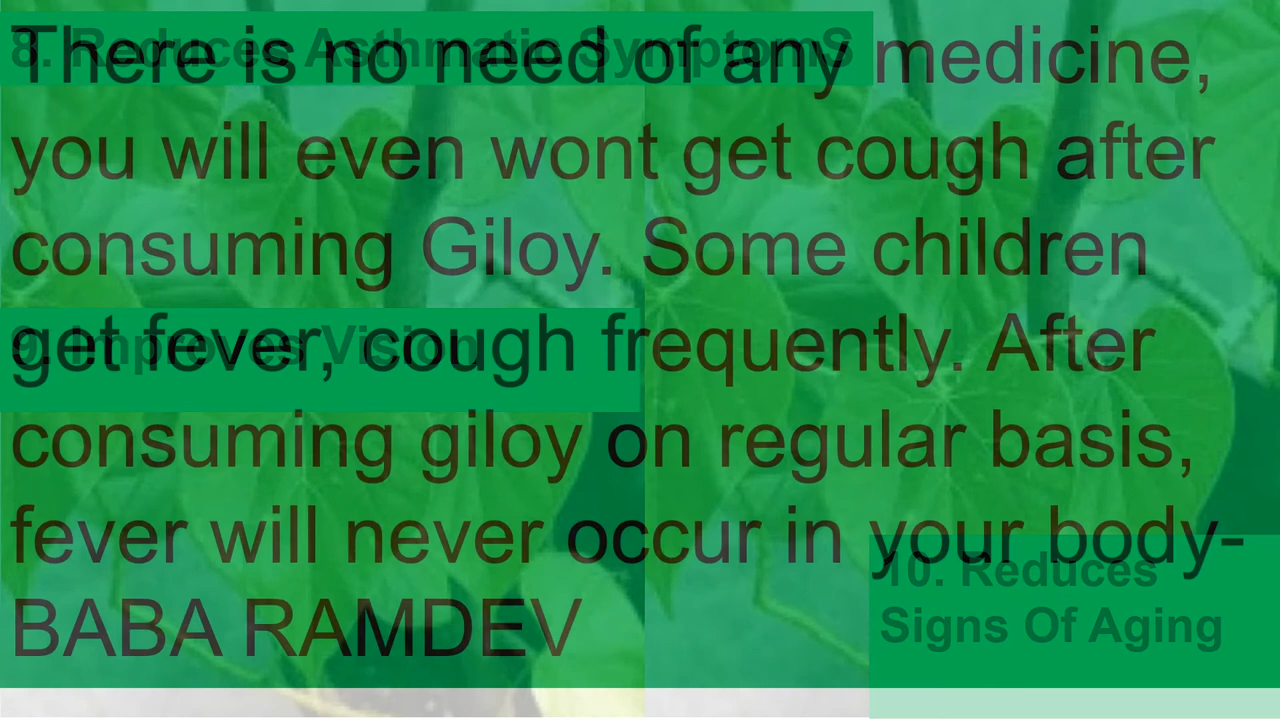 8. Reduces Asthmatic SymptomS
There is no need of any medicine,
you will even wont get cough after
consuming Giloy. Some children
9. Improves Vision
get fever, cough frequently. After
consuming giloy on regular basis,
fever will never occur in your body-
BABA RAMDEV
10. Reduces
Signs Of Aging